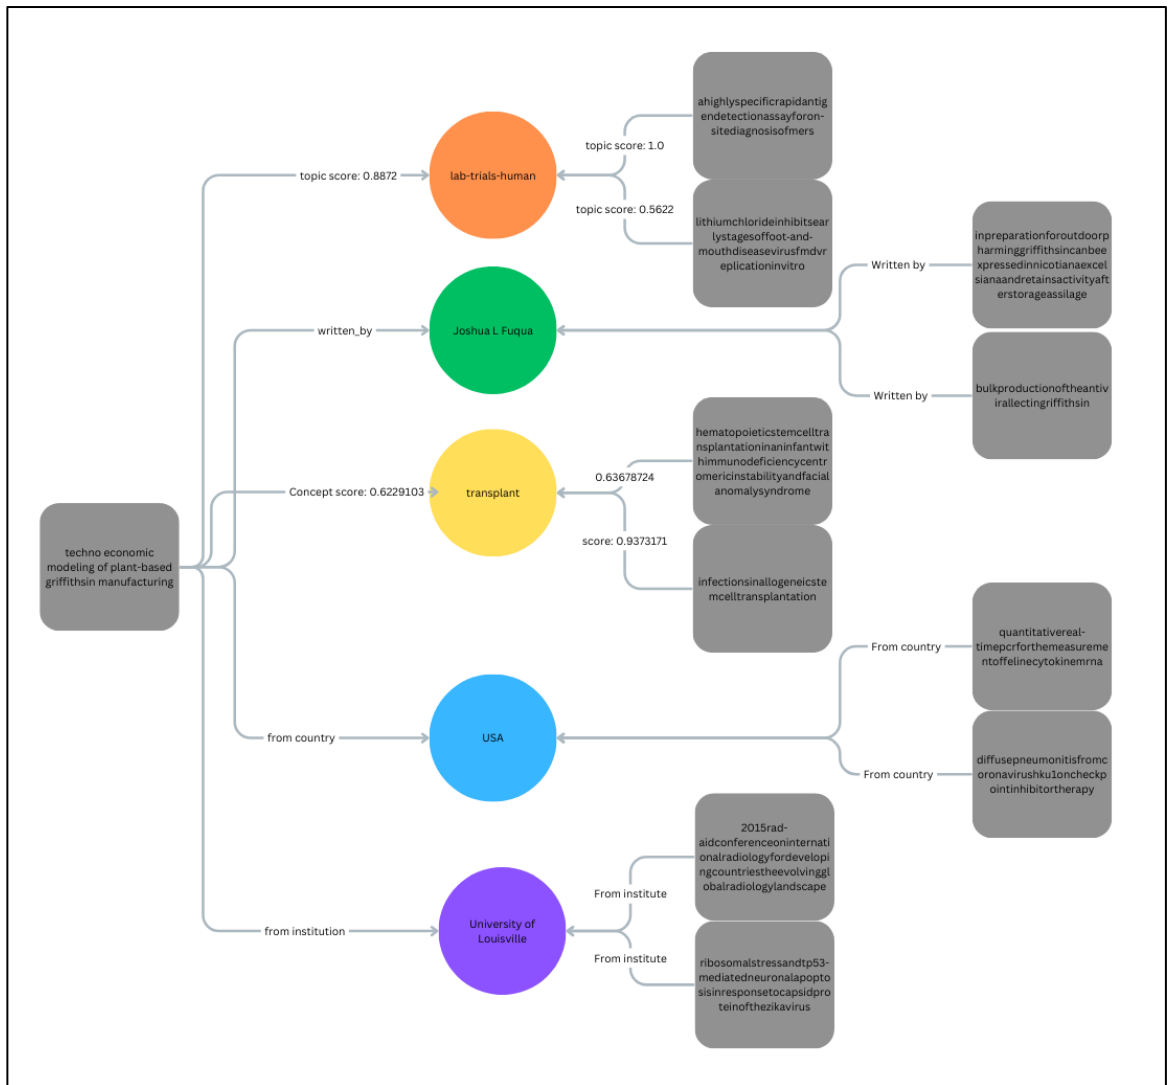 ahighlyspecificrapidantig
endetectionassayforon-
sitediagnosisofmers
topic score: 1.0
topic score: 0.8872
lab-trials-human
topic score: 0.5622
lithiumchlorideinhibitsear
lystagesoffoot-and-
mouthdiseasevirusfmdvr
eplicationinvitro
inpreparationforoutdoorp
harminggriffithsincanbee
xpressedinnicotianaexcel
sianaandretainsactivityaft
erstorageassilage
Written by
written_by
Joshua L Fuqua
Written by
bulkproductionoftheantiv
irallectingriffithsin
hematopoieticstemcelltra
nsplantationinaninfantwit
himmunodeficiencycentr
omericinstabilityandfacial
anomalysyndrome
0.63678724
Concept score: 0.6229103
transplant
score: 0.9373171
infectionsinallogeneicste
mcelltransplantation
techno economic
modeling of plant-based
griffithsin manufacturing
quantitativereal-
timepcrforthemeasureme
ntoffelinecytokinemrna
From country
from country
USA
From country
diffusepneumonitisfromc
oronavirushku1oncheckp
ointinhibitortherapy
2015rad-
aidconferenceoninternati
onalradiologyfordevelopi
ngcountriestheevolvinggl
obalradiologylandscape
From institute
from institution
University of
Louisville
From institute
ribosomalstressandtp53-
mediatedneuronalapopto
sisinresponsetocapsidpro
teinofthezikavirus